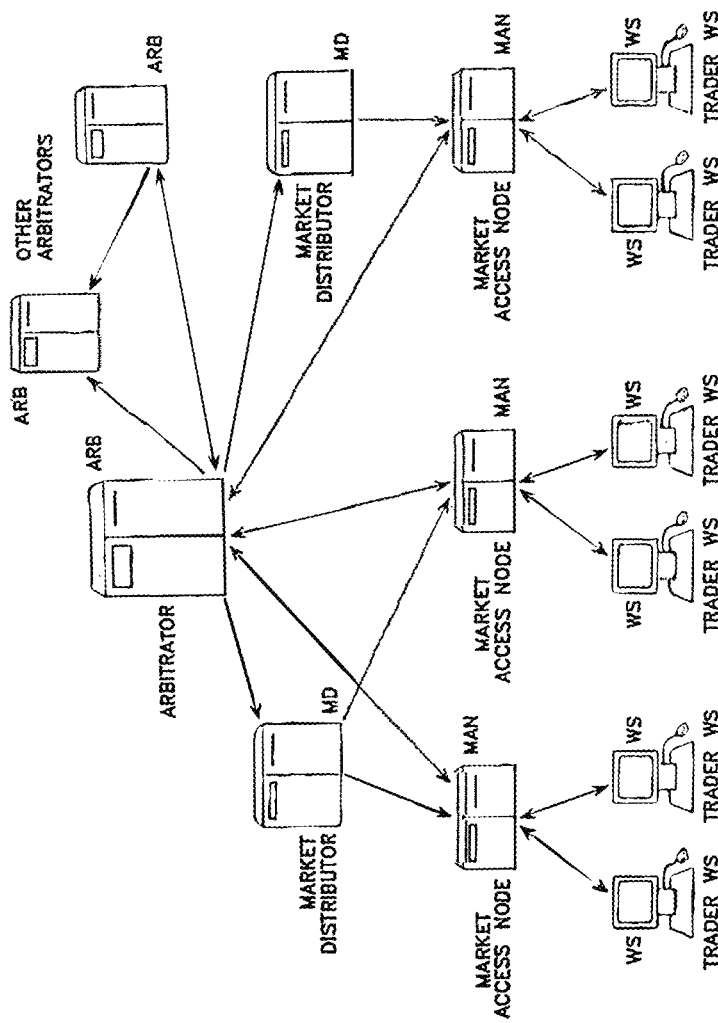 ARB
OTHER
ARBITRATORS
ARB
ARB
ARBITRATOR
MD
MARKET
DISTRIBUTOR
MD
MARKET
DISTRIBUTOR
MAN
MARKET
ACCESS NODE
MAN
MARKET
ACCESS NODE
MAN
MARKET
ACCESS NODE
WS
WS
WS
WS
WS
WS
TRADER WS
TRADER WS
TRADER WS
TRADER WS
TRADER WS
TRADER WS